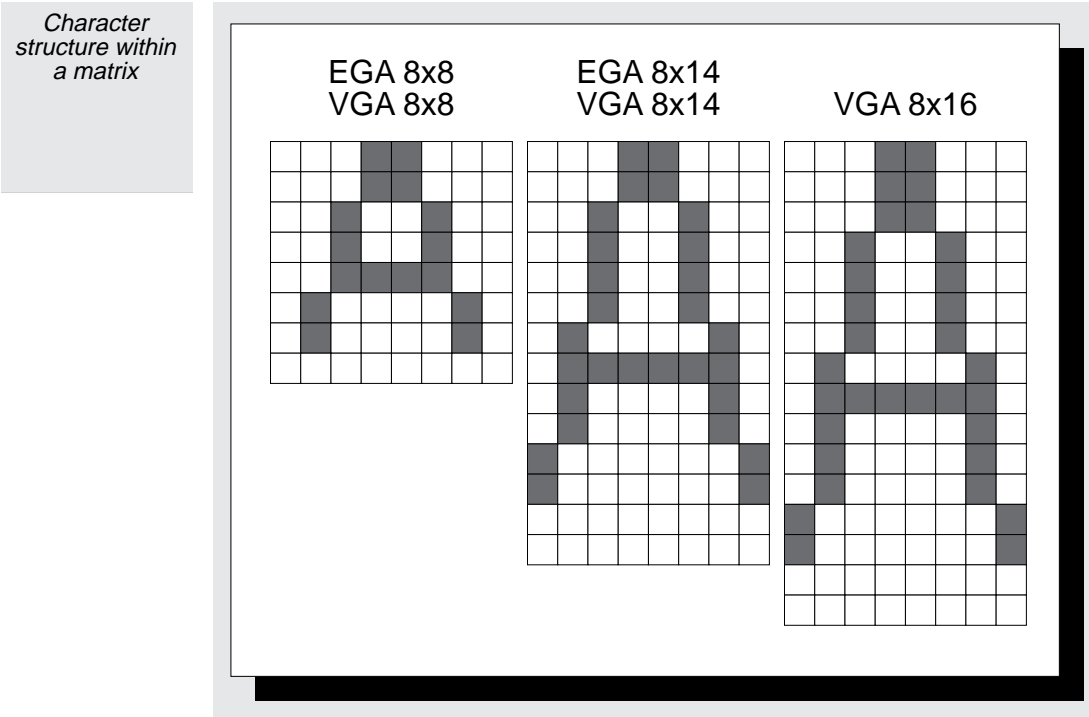 Character
structure within
a matrix
EGA 8x8
VGA 8x8
EGA 8x14
VGA 8x14
VGA 8x16